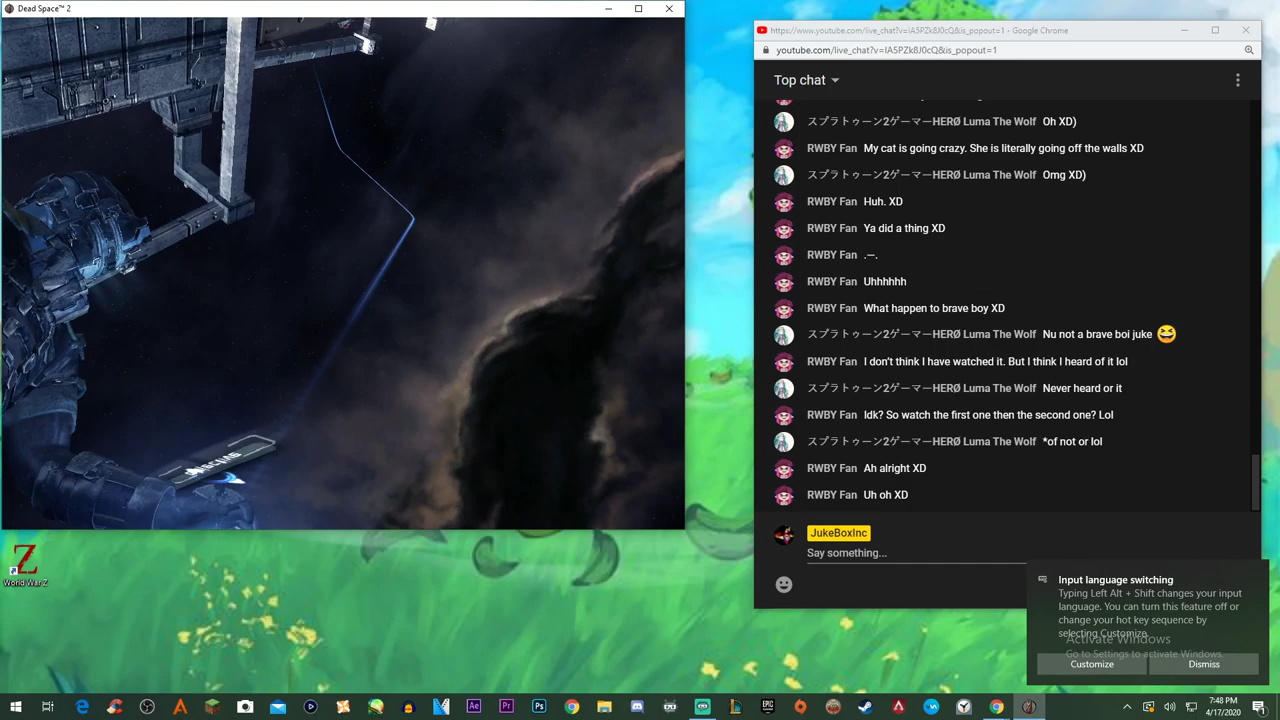 Dead Space™ 2
https://www.youtube.com/live_chat?v=IA5PZk8J0cQ&is_popout=1 - Google Chrome
youtube.com/live_chat?v=IA5PZk8J0cQ&is_popout=1
Top chat
スプラトゥーン2ゲーマーHERØ Luma The Wolf Oh XD)
RWBY Fan My cat is going crazy. She is literally going off the walls XD
スプラトゥーン2ゲーマーHERØ Luma The Wolf Omg XD)
RWBY Fan Huh. XD
RWBY Fan Ya did a thing XD
RWBY Fan .—.
RWBY Fan Uhhhhhh
RWBY Fan What happen to brave boy XD
スプラトゥーン2ゲーマーHERØ Luma The Wolf Nu not a brave boi juke 😆
RWBY Fan I don't think I have watched it. But I think I heard of it lol
スプラトゥーン2ゲーマーHERØ Luma The Wolf Never heard or it
RWBY Fan Idk? So watch the first one then the second one? Lol
スプラトゥーン2ゲーマーHERØ Luma The Wolf *of not or lol
RWBY Fan Ah alright XD
RWBY Fan Uh oh XD
JukeBoxInc
Say something...
World War Z
Input language switching
Typing Left Alt + Shift changes your input
language. You can turn this feature off or
change your hot key sequence by
selecting Customize.
Activate Windows
Go to Settings to activate Windows.
Customize
Dismiss
Ae
Pr
Ps
EPIC
7:48 PM
4/17/2020